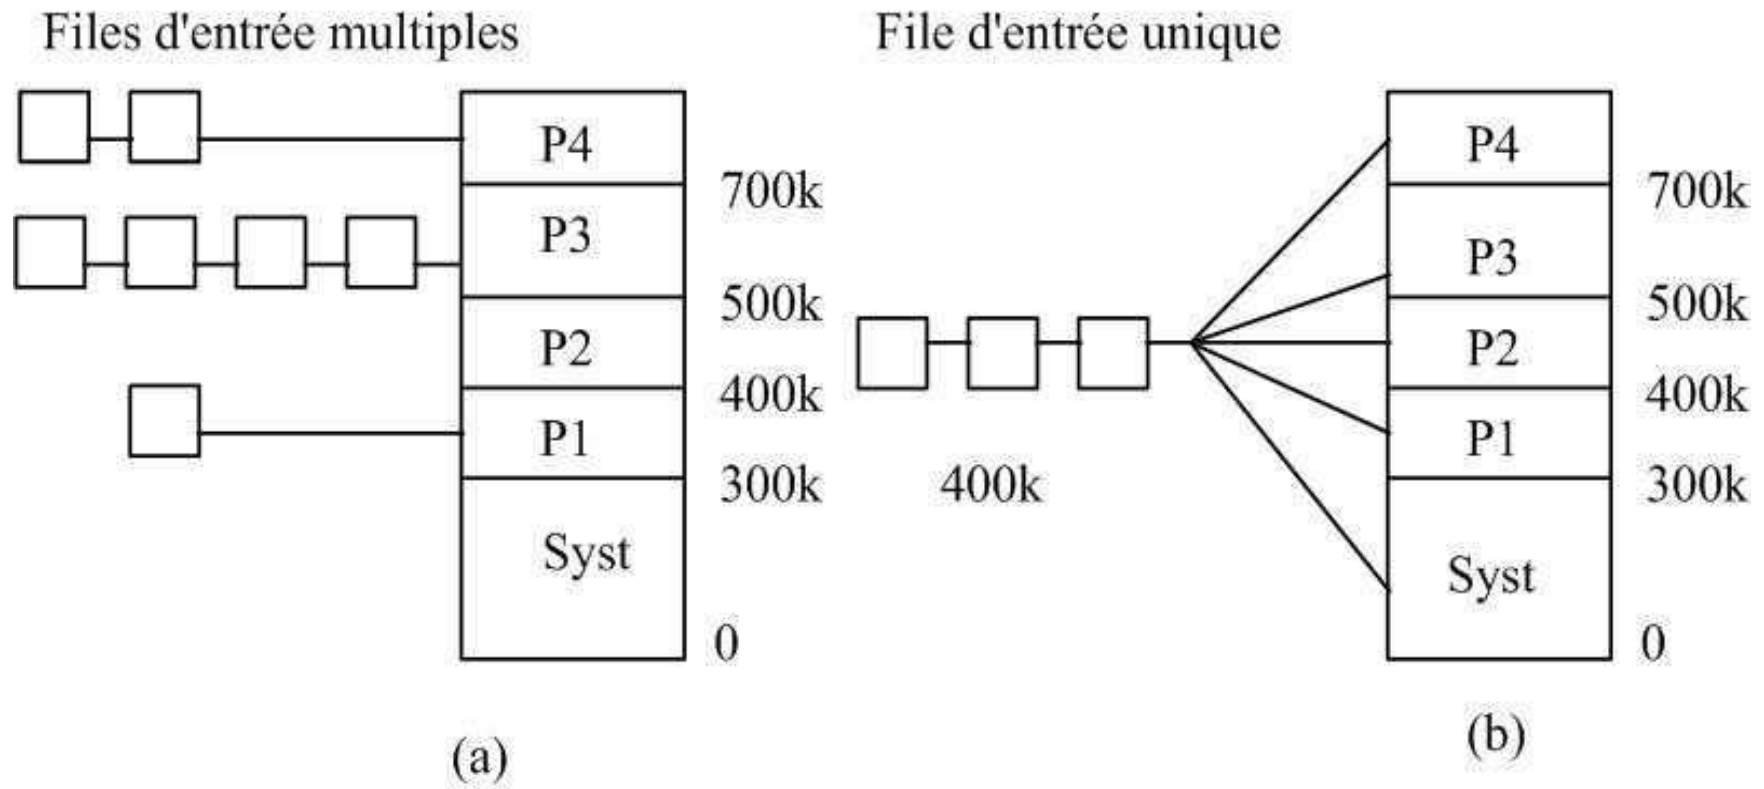 Files d'entrée multiples
P4
700k
P3
500k
P2
400k
P1
300k
Syst
0
(a)
File d'entrée unique
P4
700k
P3
500k
P2
400k
P1
300k
400k
Syst
0
(b)